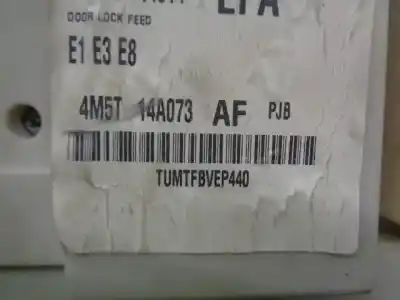 DOOR LOCK FEED
E1 E3 E8
4M5T 14A073 AF PJB
TUMTFBVEP440